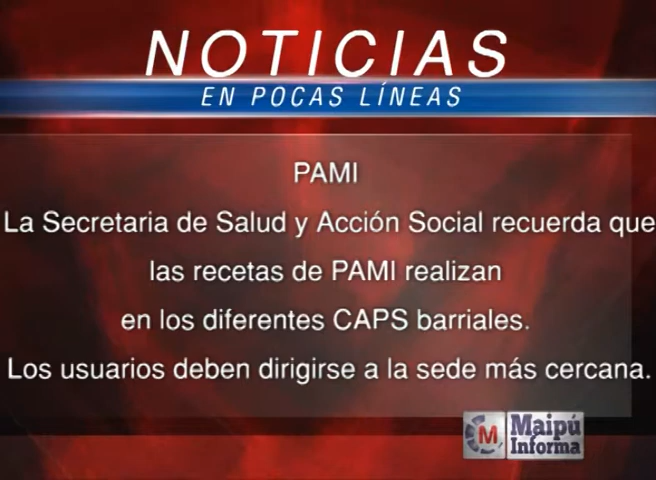 NOTICIAS
EN POCAS LÍNEAS
PAMI
La Secretaria de Salud y Acción Social recuerda que
las recetas de PAMI realizan
en los diferentes CAPS barriales.
Los usuarios deben dirigirse a la sede más cercana.
M
Maipú
Informa